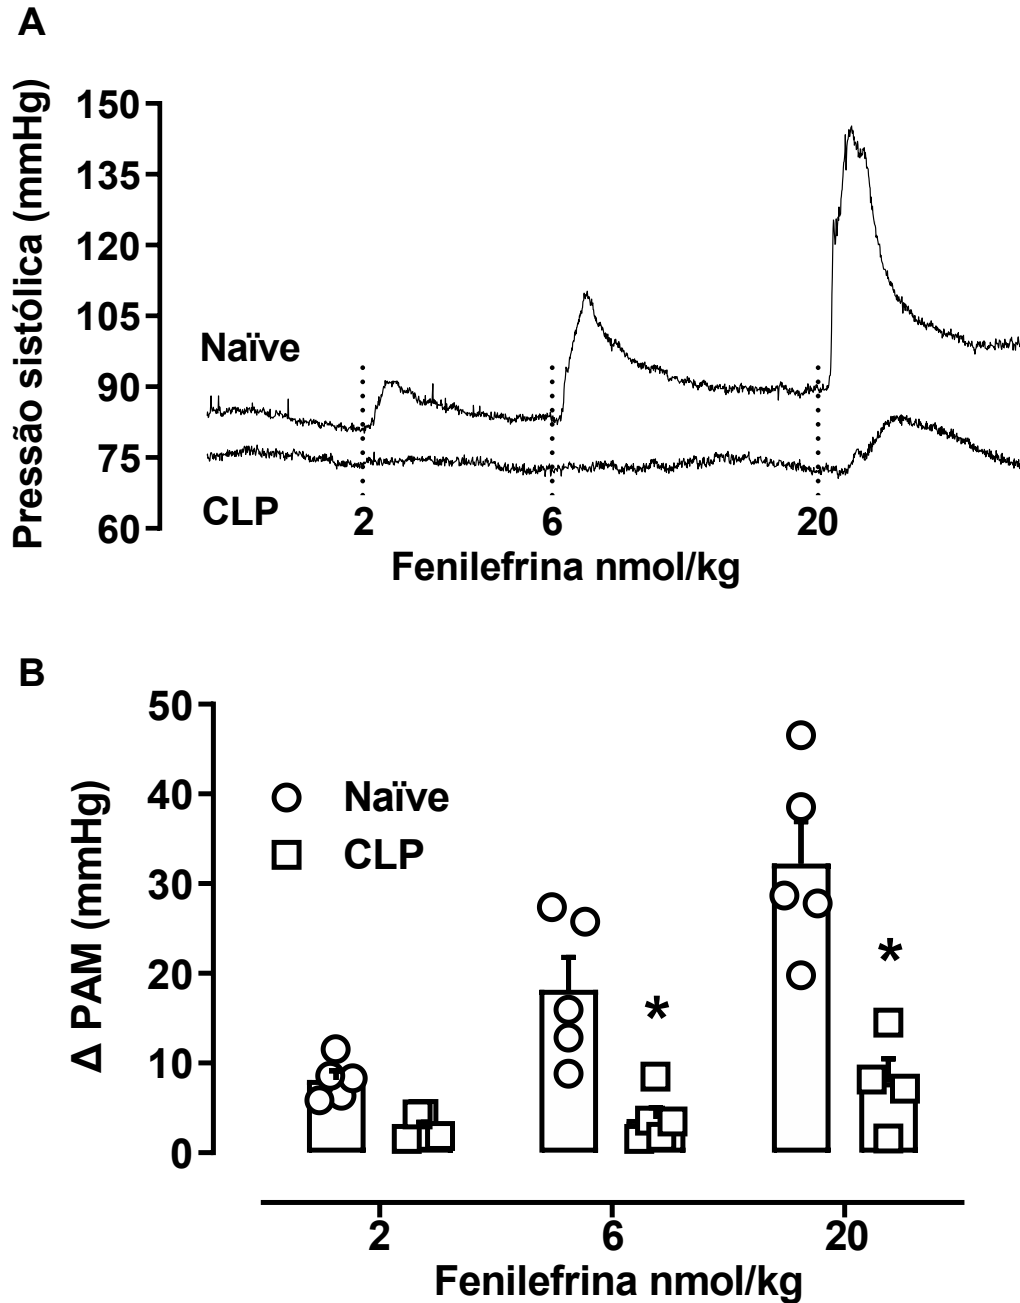 A
Pressão sistólica (mmHg)
150
135
120
105
90
75
60
Naïve
CLP
2
6
20
Fenilefrina nmol/kg
B
Δ PAM (mmHg)
50
40
30
20
10
0
Naïve
CLP
*
*
2
6
20
Fenilefrina nmol/kg